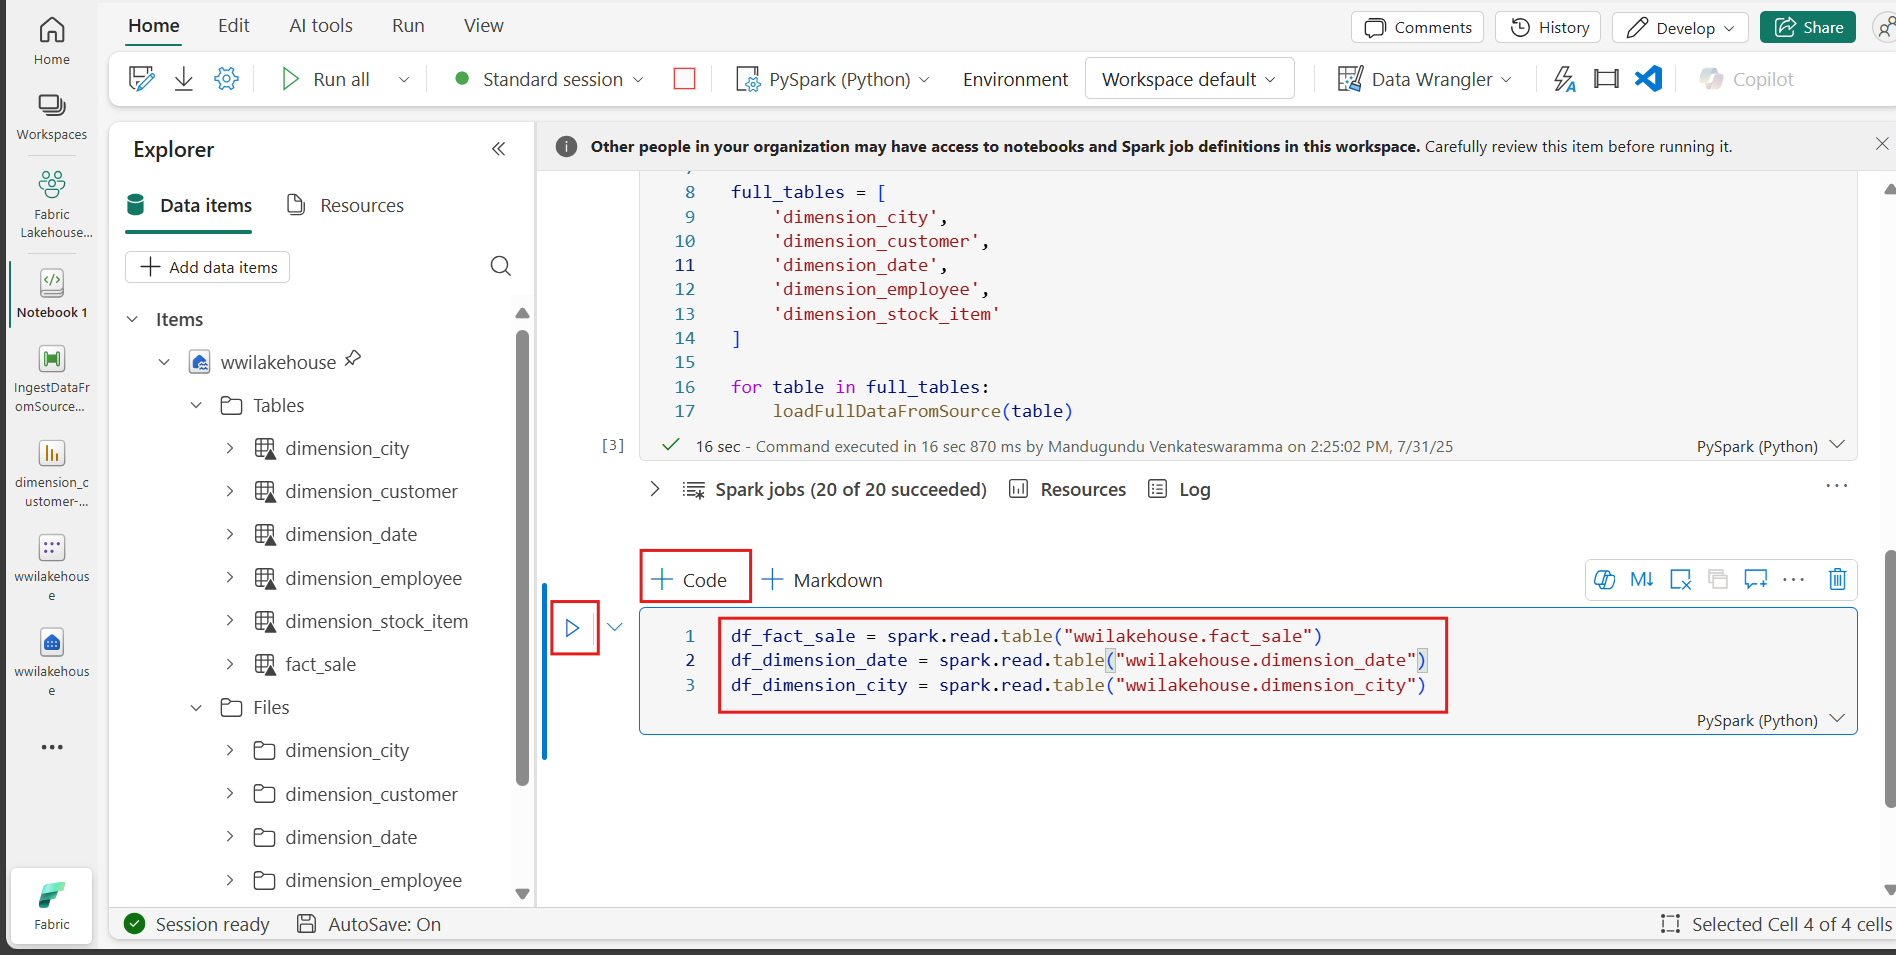 Home
Edit
AI tools
Run
View
Comments
History
Develop
Share
Run all
Standard session
PySpark (Python)
Environment
Workspace default
Data Wrangler
Copilot
Home
Workspaces
Fabric
Lakehouse...
Notebook 1
IngestDataFr
omSource...
dimension_c
ustomer-...
wwilakehous
e
wwilakehous
e
Fabric
Explorer
Data items
Resources
Add data items
Items
wwilakehouse
Tables
dimension_city
dimension_customer
dimension_date
dimension_employee
dimension_stock_item
fact_sale
Files
dimension_city
dimension_customer
dimension_date
dimension_employee
Other people in your organization may have access to notebooks and Spark job definitions in this workspace. Carefully review this item before running it.
8 full_tables = [
9 'dimension_city',
10 'dimension_customer',
11 'dimension_date',
12 'dimension_employee',
13 'dimension_stock_item'
14 ]
15
16 for table in full_tables:
17 loadFullDataFromSource(table)
[3] 16 sec - Command executed in 16 sec 870 ms by Mandugundu Venkateswaramma on 2:25:02 PM, 7/31/25 PySpark (Python)
Spark jobs (20 of 20 succeeded) Resources Log
Code Markdown
M↓
1 df_fact_sale = spark.read.table("wwilakehouse.fact_sale")
2 df_dimension_date = spark.read.table("wwilakehouse.dimension_date")
3 df_dimension_city = spark.read.table("wwilakehouse.dimension_city")
PySpark (Python)
Session ready
AutoSave: On
Selected Cell 4 of 4 cells